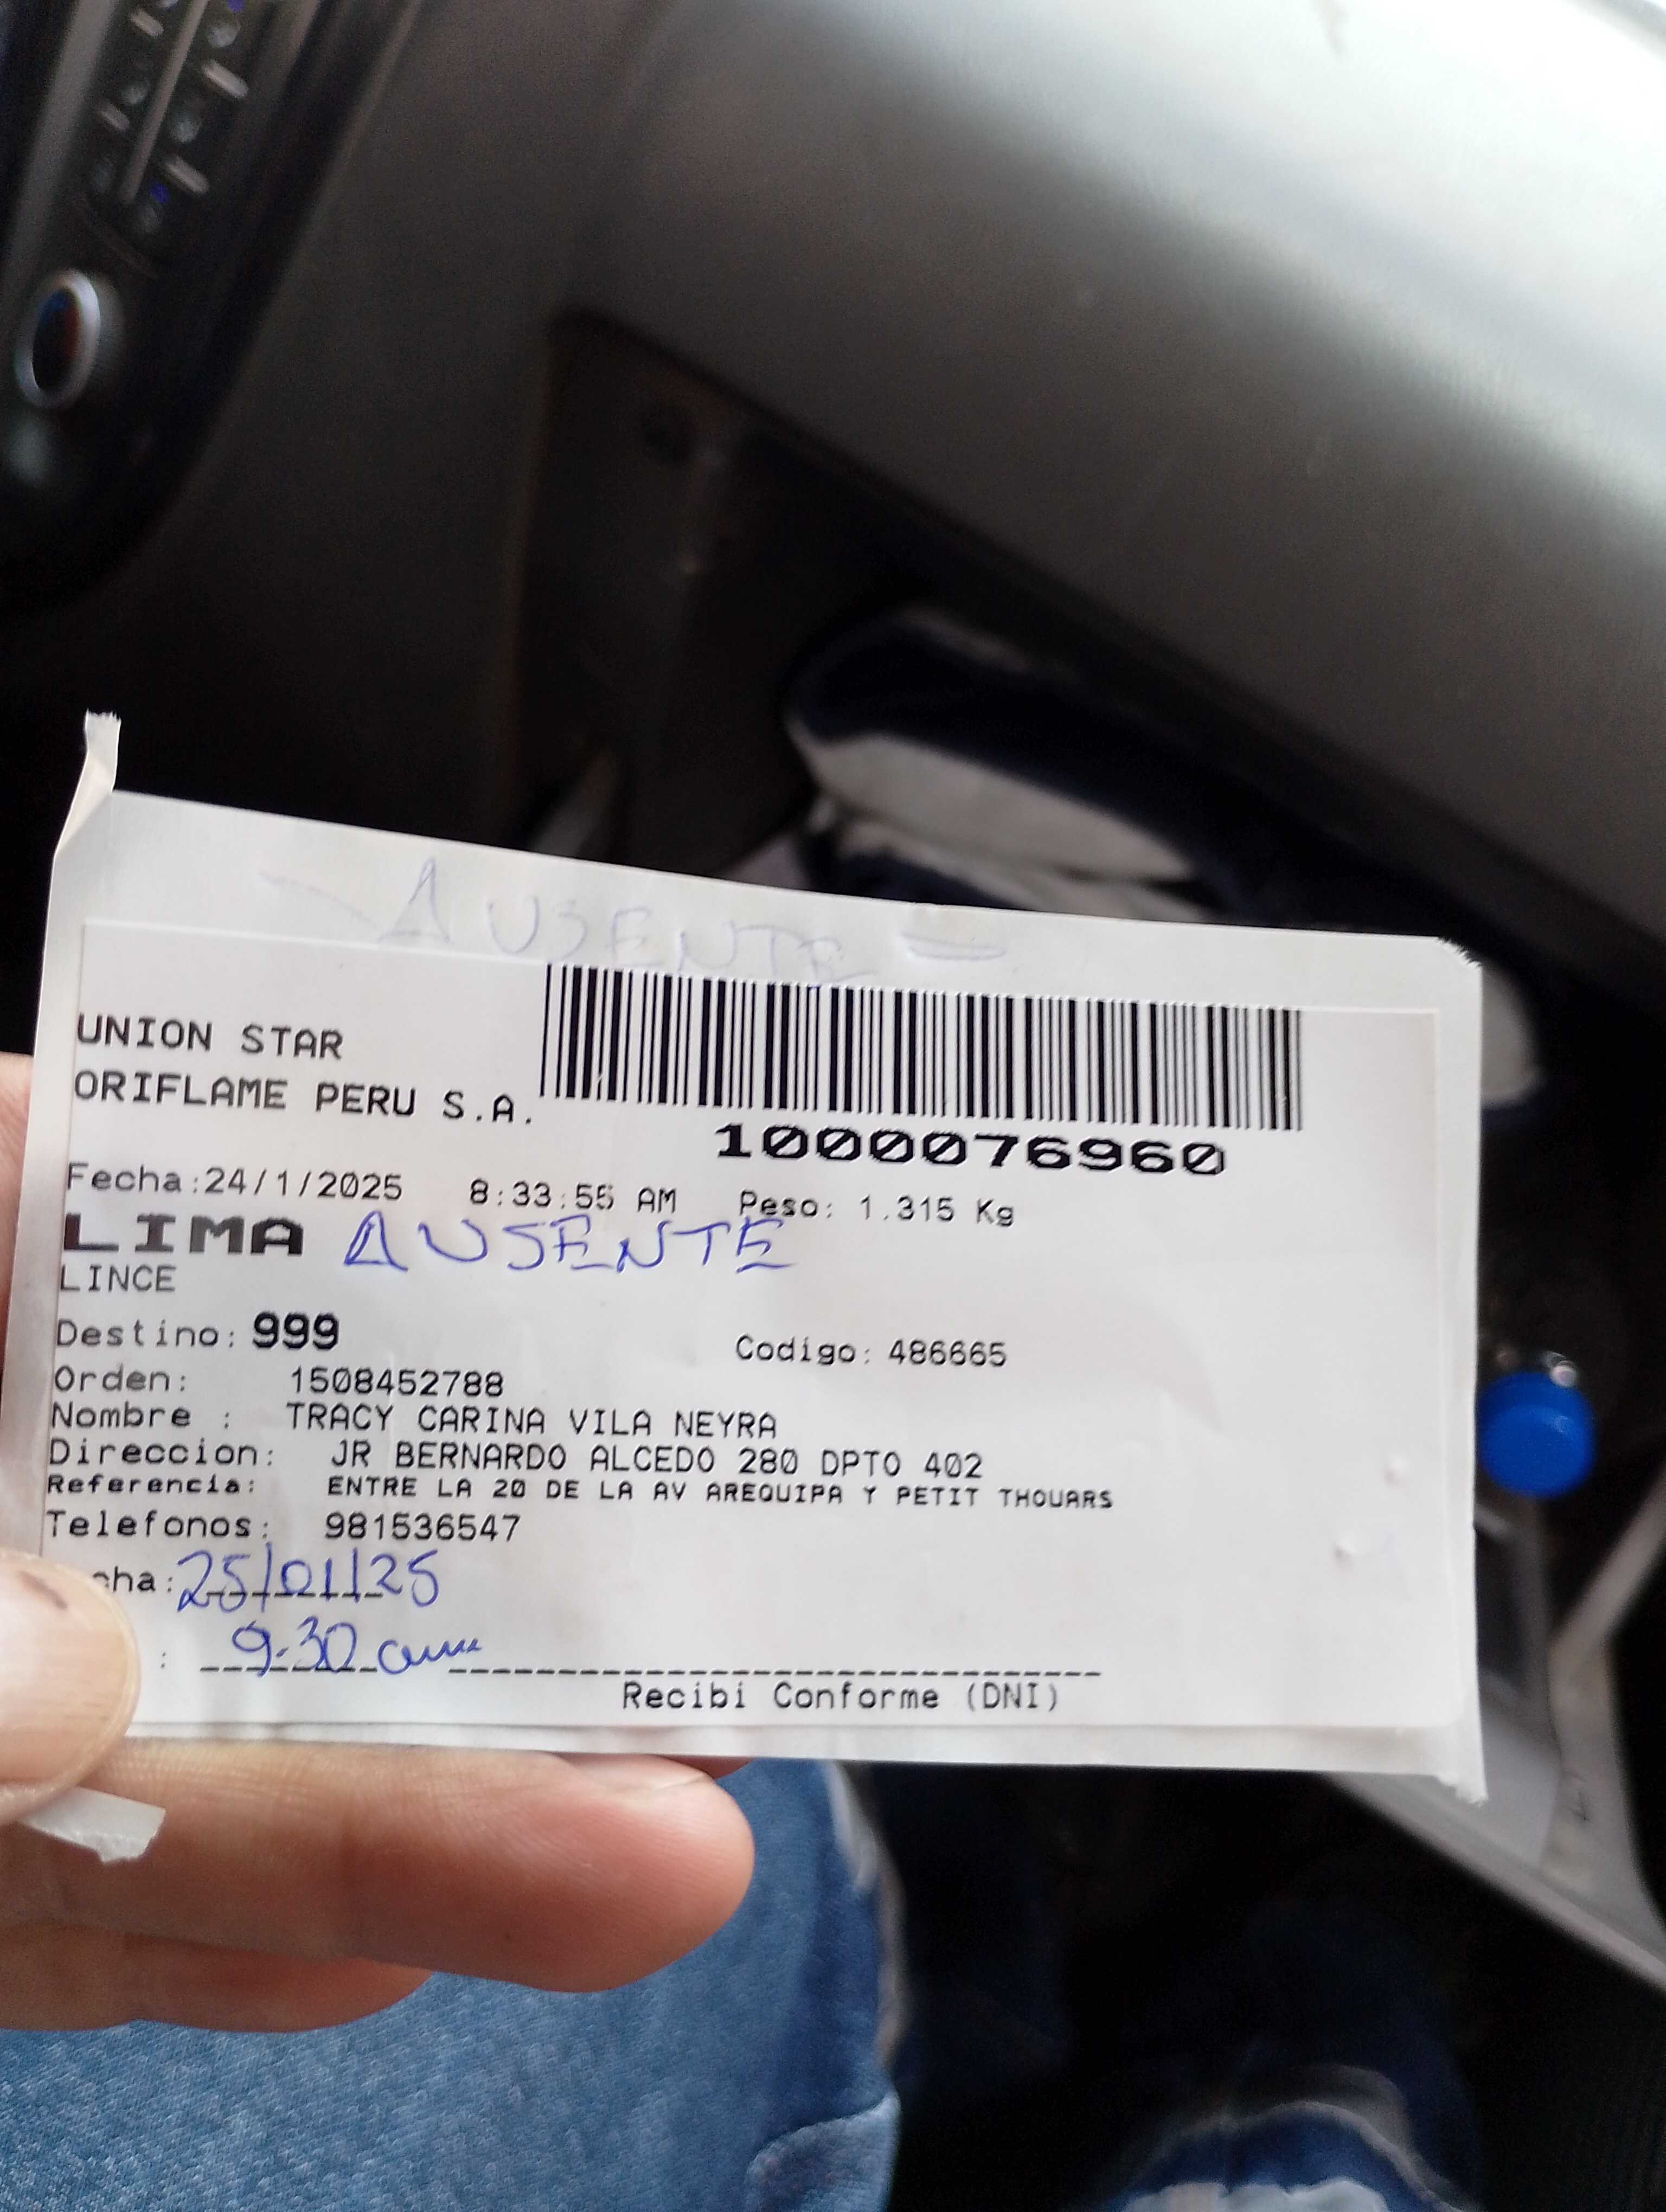 AUSENTE
UNION STAR
ORIFLAME PERU S.A.
1000076960
Fecha:24/1/2025 8:33:55 AM Peso: 1.315 Kg
LIMA AUSENTE
LINCE
Destino: 999 Codigo: 486665
Orden: 1508452788
Nombre : TRACY CARINA VILA NEYRA
Direccion: JR BERNARDO ALCEDO 280 DPTO 402
Referencia: ENTRE LA 20 DE LA AV AREQUIPA Y PETIT THOUARS
Telefonos: 981536547
cha: 25/01/25
: 9:30 am
Recibi Conforme (DNI)